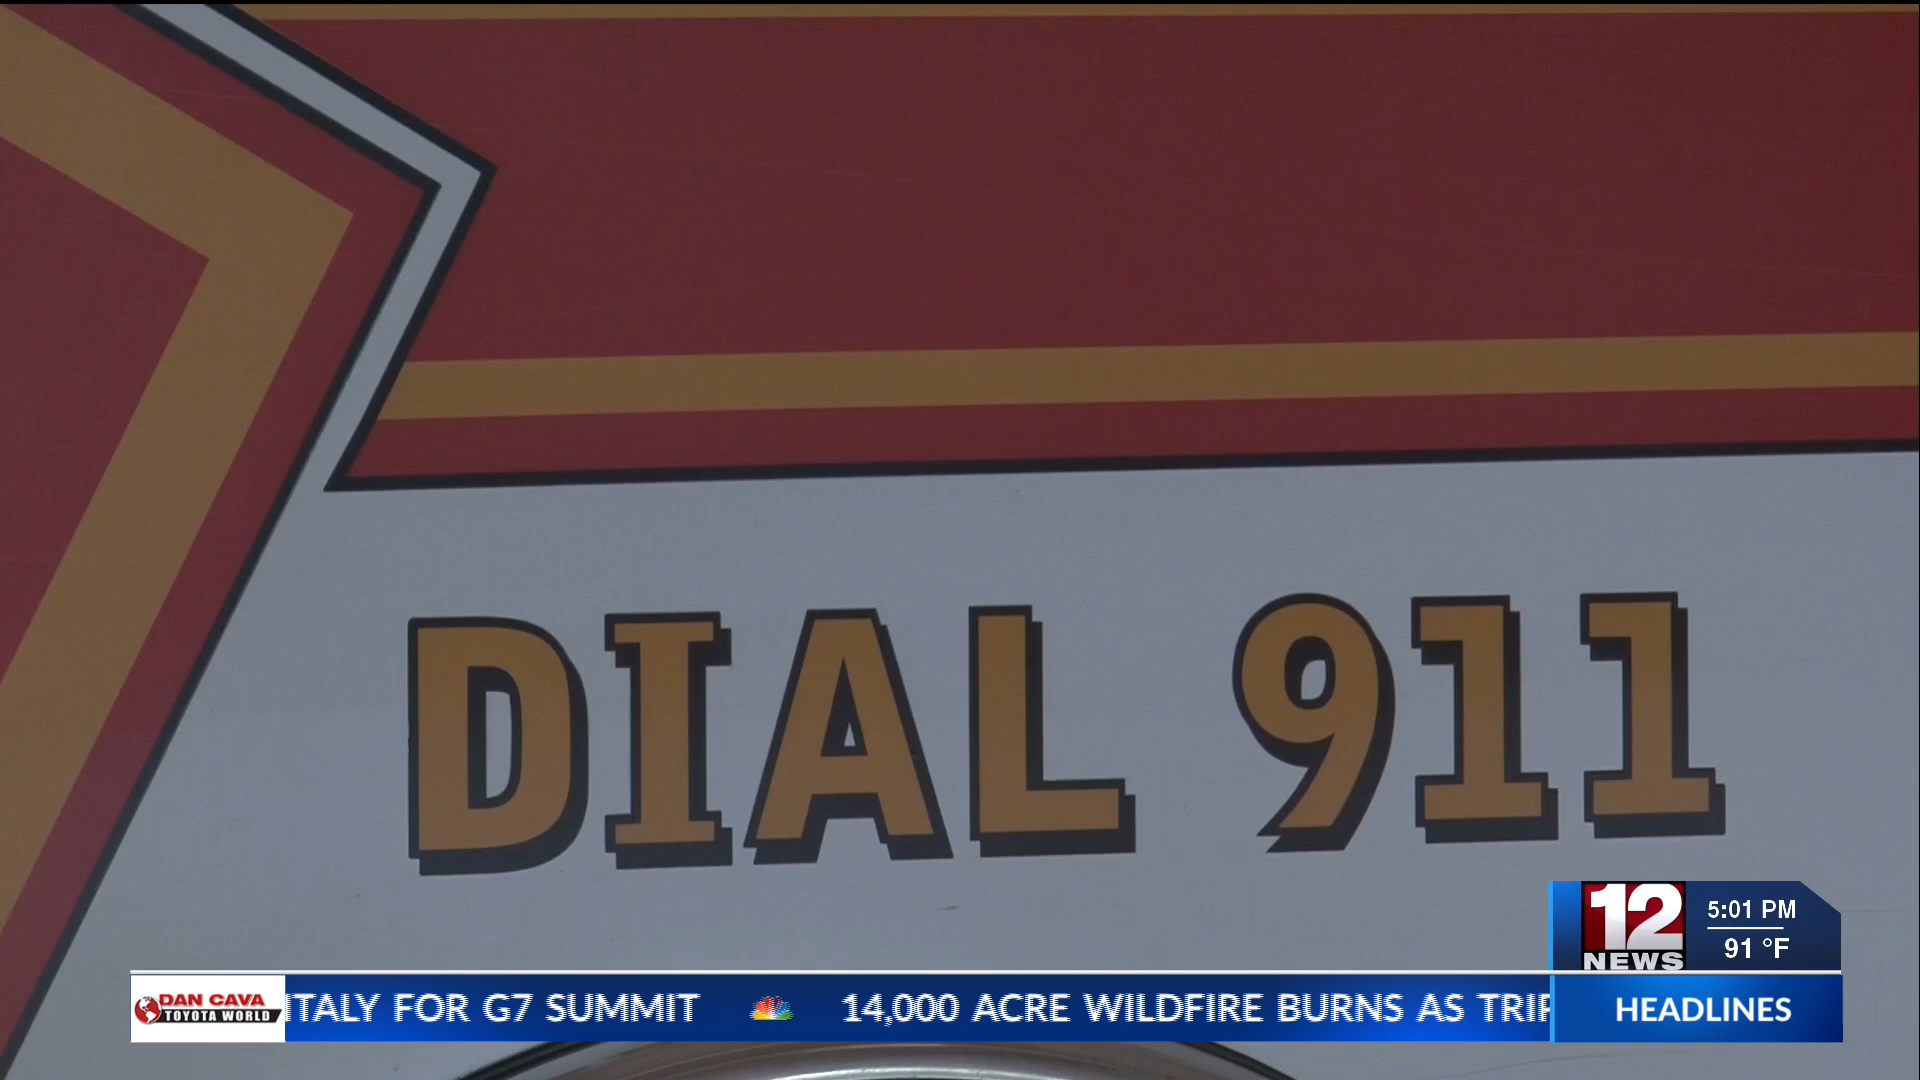 DIAL 911
12
NEWS
5:01 PM
91 °F
DAN CAVA
TOYOTA WORLD
ITALY FOR G7 SUMMIT 14,000 ACRE WILDFIRE BURNS AS
HEADLINES